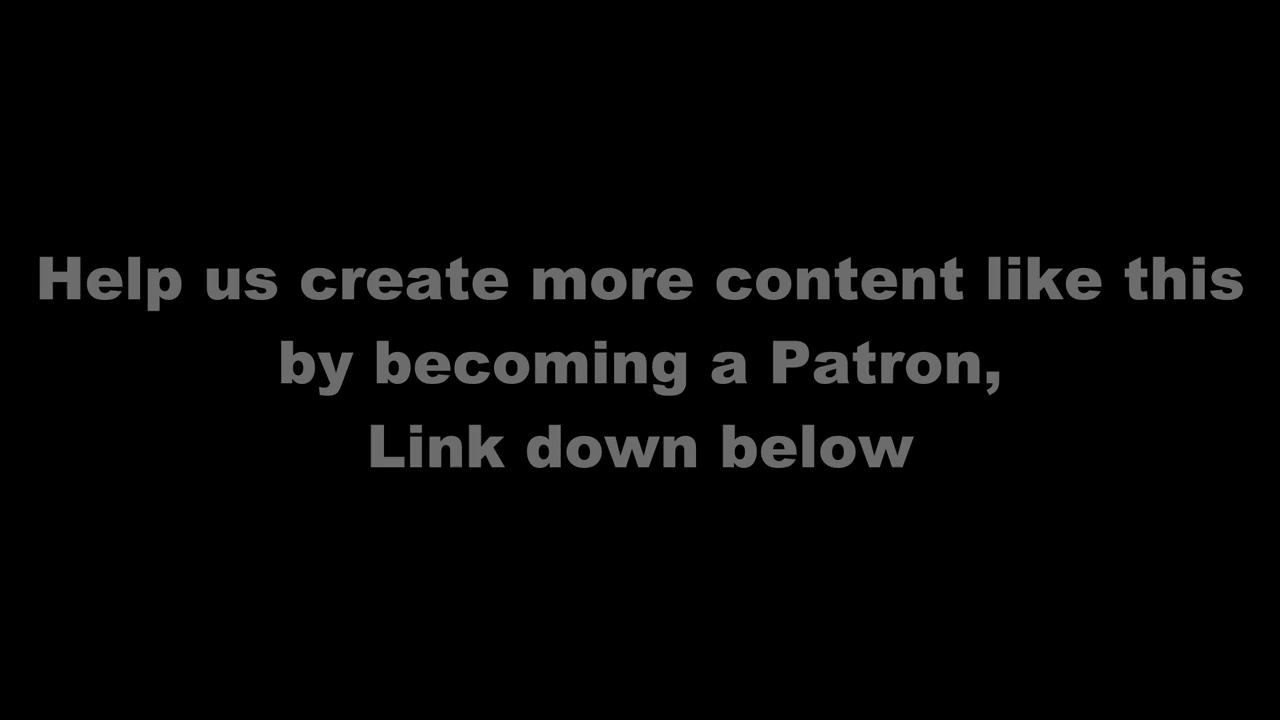 Help us create more content like this
by becoming a Patron,
Link down below